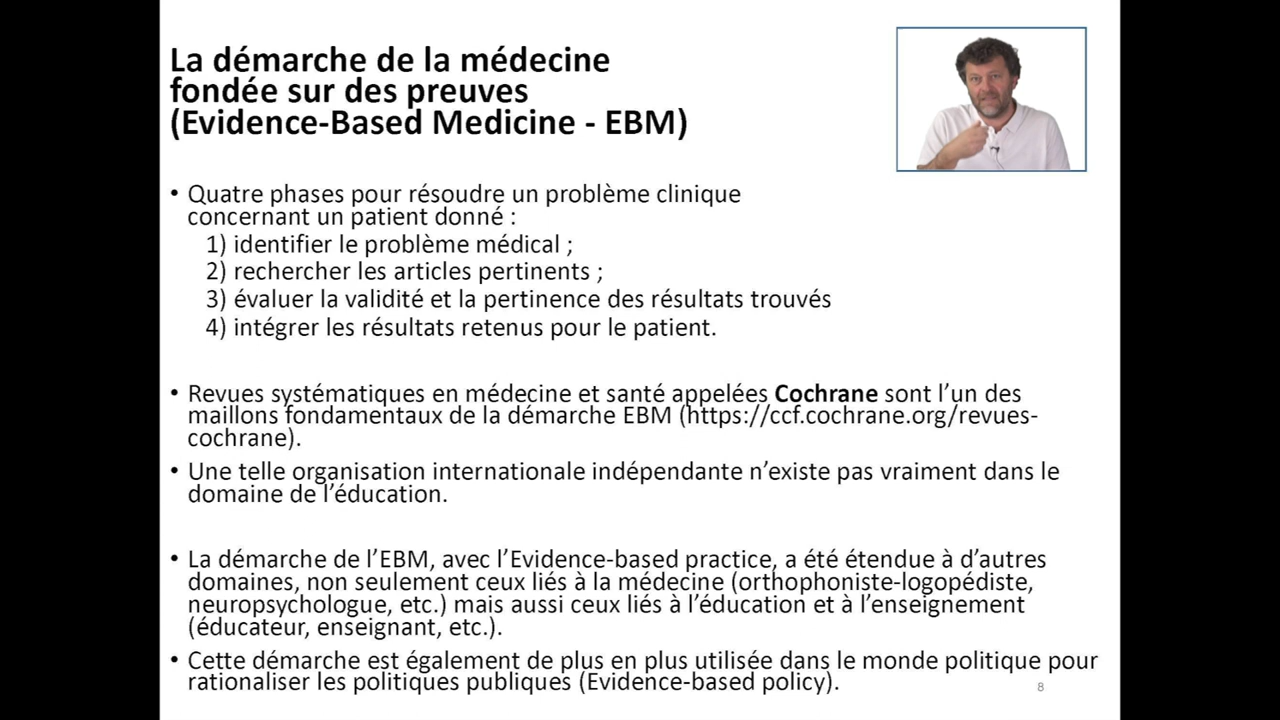 La démarche de la médecine
fondée sur des preuves
(Evidence-Based Medicine - EBM)
• Quatre phases pour résoudre un problème clinique
concernant un patient donné :
1) identifier le problème médical ;
2) rechercher les articles pertinents ;
3) évaluer la validité et la pertinence des résultats trouvés
4) intégrer les résultats retenus pour le patient.
• Revues systématiques en médecine et santé appelées Cochrane sont l’un des
maillons fondamentaux de la démarche EBM (https://ccf.cochrane.org/revues-
cochrane).
• Une telle organisation internationale indépendante n’existe pas vraiment dans le
domaine de l’éducation.
• La démarche de l’EBM, avec l’Evidence-based practice, a été étendue à d’autres
domaines, non seulement ceux liés à la médecine (orthophoniste-logopédiste,
neuropsychologue, etc.) mais aussi ceux liés à l’éducation et à l’enseignement
(éducateur, enseignant, etc.).
• Cette démarche est également de plus en plus utilisée dans le monde politique pour
rationaliser les politiques publiques (Evidence-based policy).
8